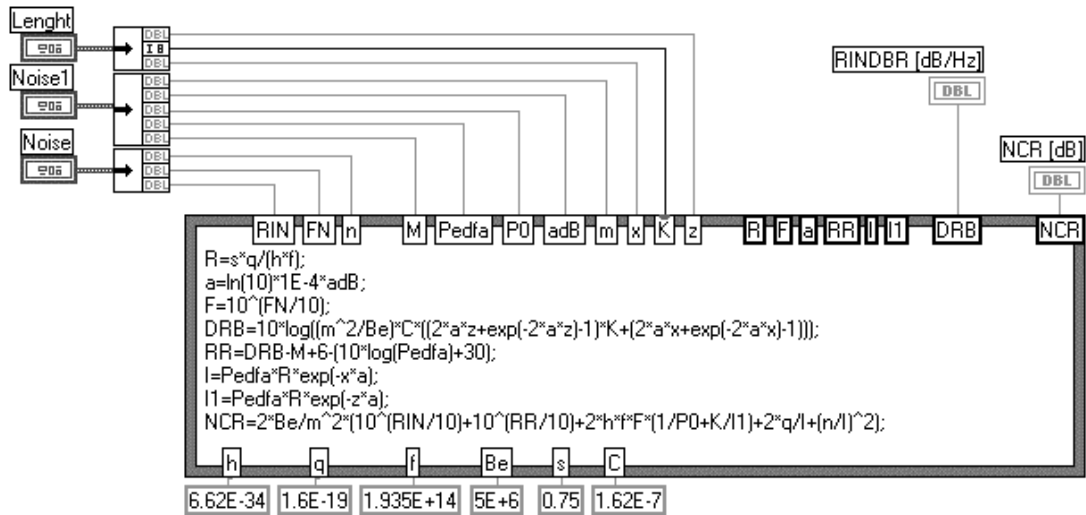 Lenght
DBL
I8
DBL
RINDBR [dB/Hz]
Noise1
DBL
DBL
DBL
DBL
DBL
DBL
Noise
DBL
DBL
DBL
NCR [dB]
DBL
RIN FN n M Pedfa P0 adB m x K z R F a RR I I1 DRB NCR
R=s*q/(h*f);
a=ln(10)*1E-4*adB;
F=10^(FN/10);
DRB=10*log((m^2/Be)*C*((2*a*z+exp(-2*a*z)-1)*K+(2*a*x+exp(-2*a*x)-1)));
RR=DRB-M+6-(10*log(Pedfa)+30);
I=Pedfa*R*exp(-x*a);
I1=Pedfa*R*exp(-z*a);
NCR=2*Be/m^2*(10^(RIN/10)+10^(RR/10)+2*h*f*F*(1/P0+K/I1)+2*q/I+(n/I)^2);
h q f Be s C
6.62E-34 1.6E-19 1.935E+14 5E+6 0.75 1.62E-7